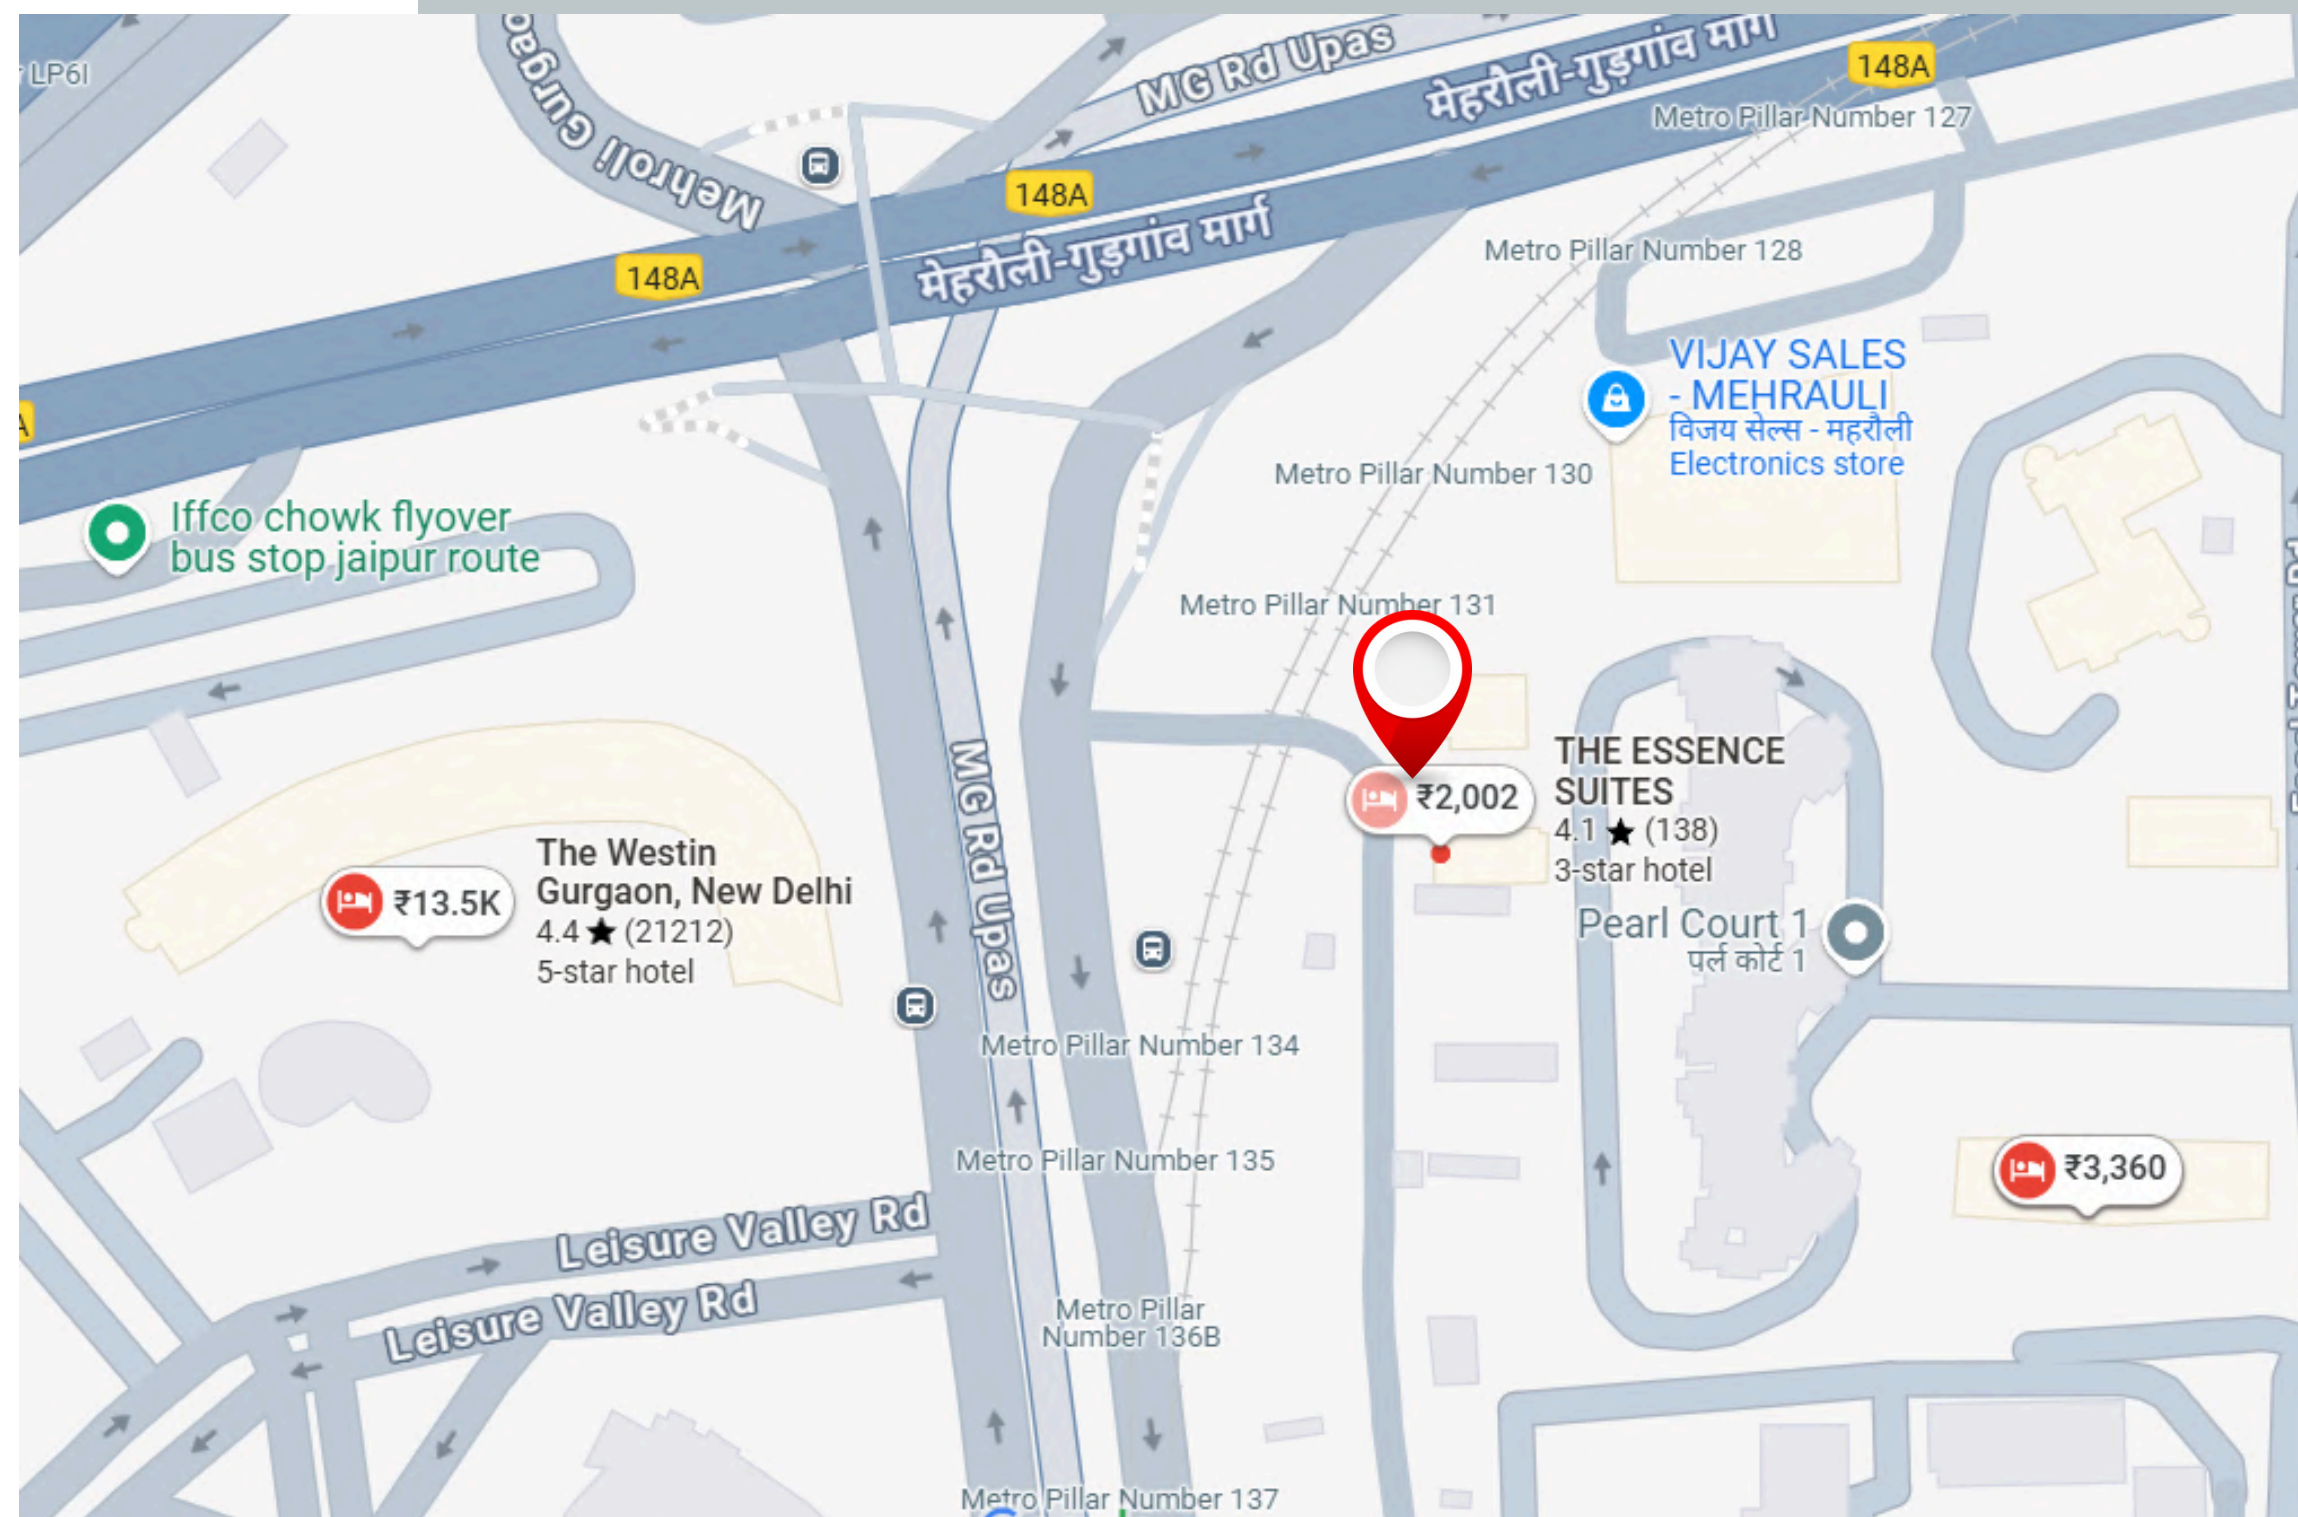 LP6I
Mehroli Gurgao
MG Rd Upas
मेहरौली-गुड़गांव मार्ग
148A
Metro Pillar Number 127
148A
मेहरौली-गुड़गांव मार्ग
Metro Pillar Number 128
148A
A
VIJAY SALES
- MEHRAULI
विजय सेल्स - महरौली
Electronics store
Metro Pillar Number 130
Iffco chowk flyover
bus stop jaipur route
Metro Pillar Number 131
THE ESSENCE
SUITES
4.1 ★ (138)
3-star hotel
₹2,002
MG Rd Upas
The Westin
Gurgaon, New Delhi
4.4 ★ (21212)
5-star hotel
₹13.5K
Pearl Court 1
पर्ल कोर्ट 1
Metro Pillar Number 134
Metro Pillar Number 135
₹3,360
Leisure Valley Rd
Leisure Valley Rd
Metro Pillar
Number 136B
Metro Pillar Number 137